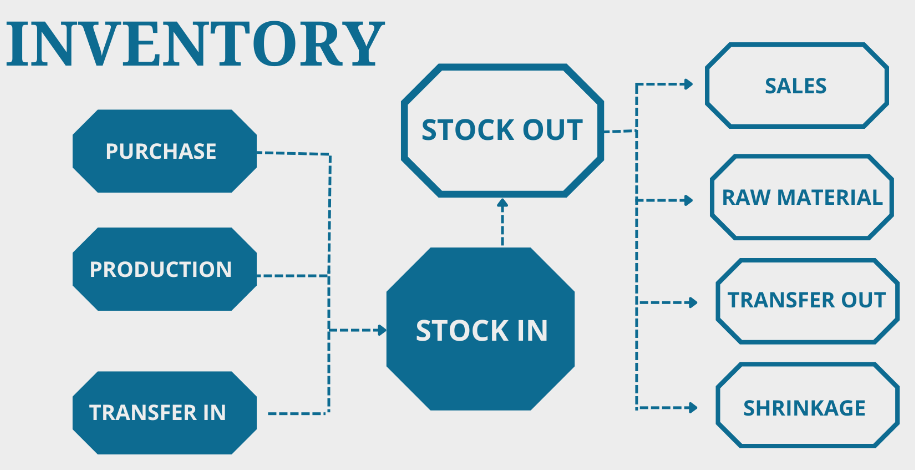 INVENTORY
PURCHASE
PRODUCTION
TRANSFER IN
STOCK OUT
STOCK IN
SALES
RAW MATERIAL
TRANSFER OUT
SHRINKAGE